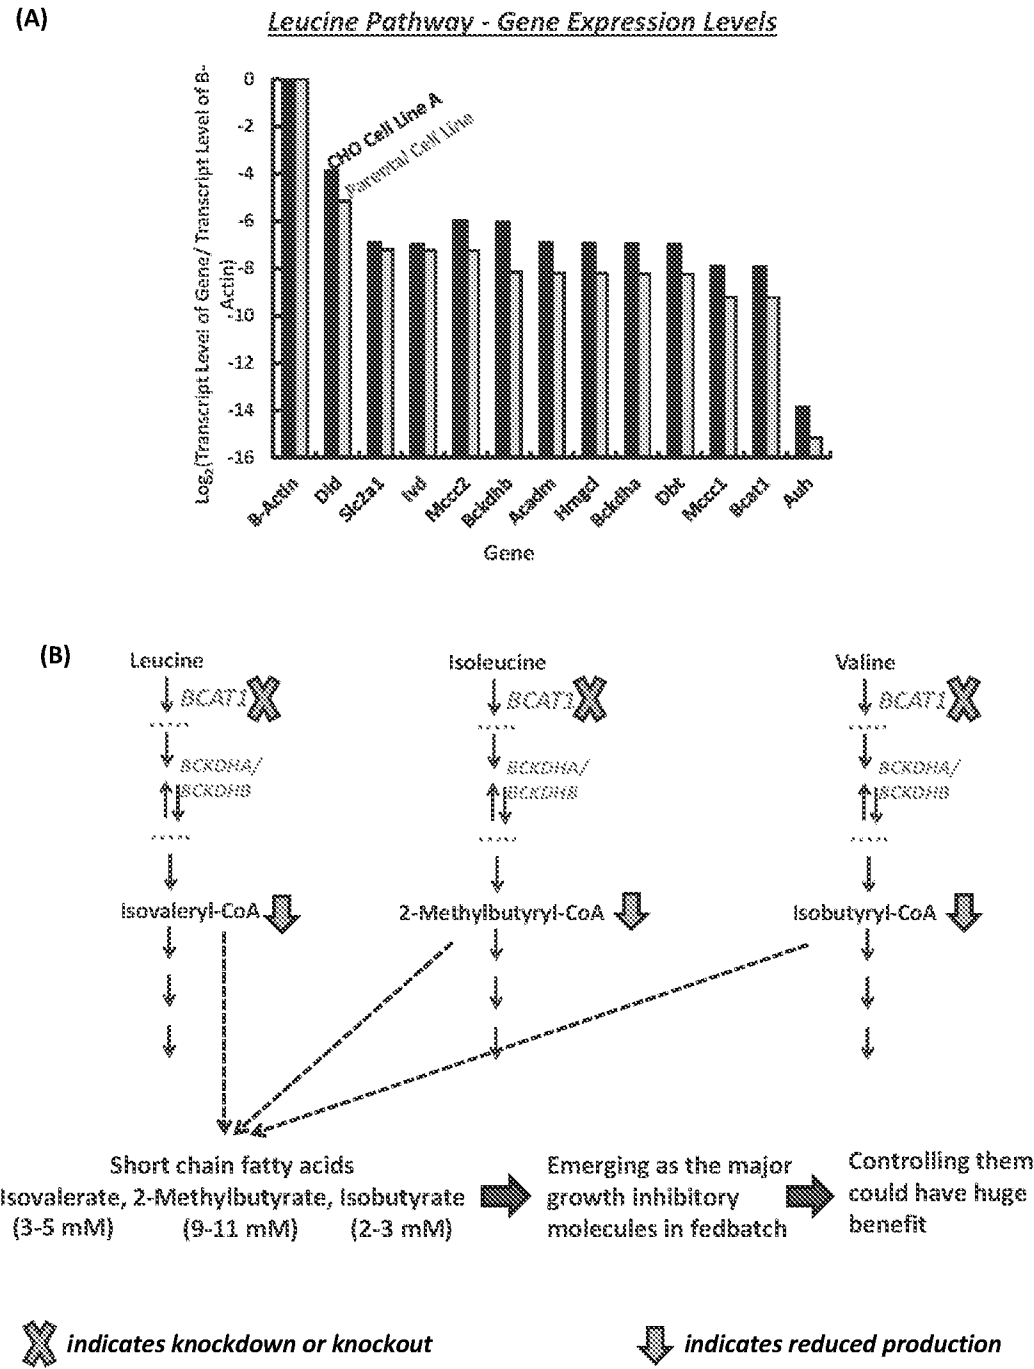 (A)
Leucine Pathway - Gene Expression Levels
Log2(Transcript Level of Gene/ Transcript Level of B-
Actin)
0
-2
-4
-6
-8
-10
-12
-14
-16
CHO Cell Line A
Parental Cell Line
B-Actin
Dld
Slc2a1
Ivd
Mccc2
Bckdhb
Acadm
Hmgcl
Bckdha
Dbt
Mccc1
Bcat1
Auh
Gene
(B)
Leucine
Isoleucine
Valine
BCAT1
BCAT1
BCAT1
BCKDHA/
BCKDHB
BCKDHA/
BCKDHB
BCKDHA/
BCKDHB
Isovaleryl-CoA
2-Methylbutyryl-CoA
Isobutyryl-CoA
Short chain fatty acids
Isovalerate, 2-Methylbutyrate, Isobutyrate
(3-5 mM) (9-11 mM) (2-3 mM)
Emerging as the major
growth inhibitory
molecules in fedbatch
Controlling them
could have huge
benefit
indicates knockdown or knockout
indicates reduced production